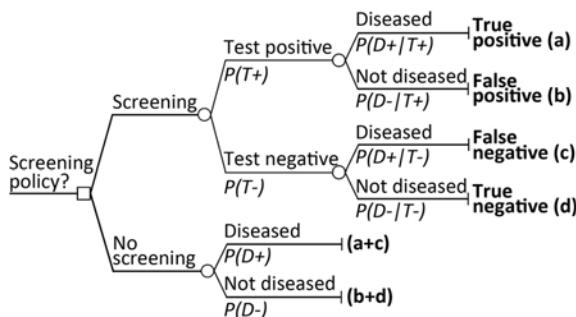 Screening
policy?
Screening
Test positive
P(T+)
Diseased
P(D+|T+)
True
positive (a)
Not diseased
P(D-|T+)
False
positive (b)
Test negative
P(T-)
Diseased
P(D+|T-)
False
negative (c)
Not diseased
P(D-|T-)
True
negative (d)
No
screening
Diseased
P(D+)
(a+c)
Not diseased
P(D-)
(b+d)